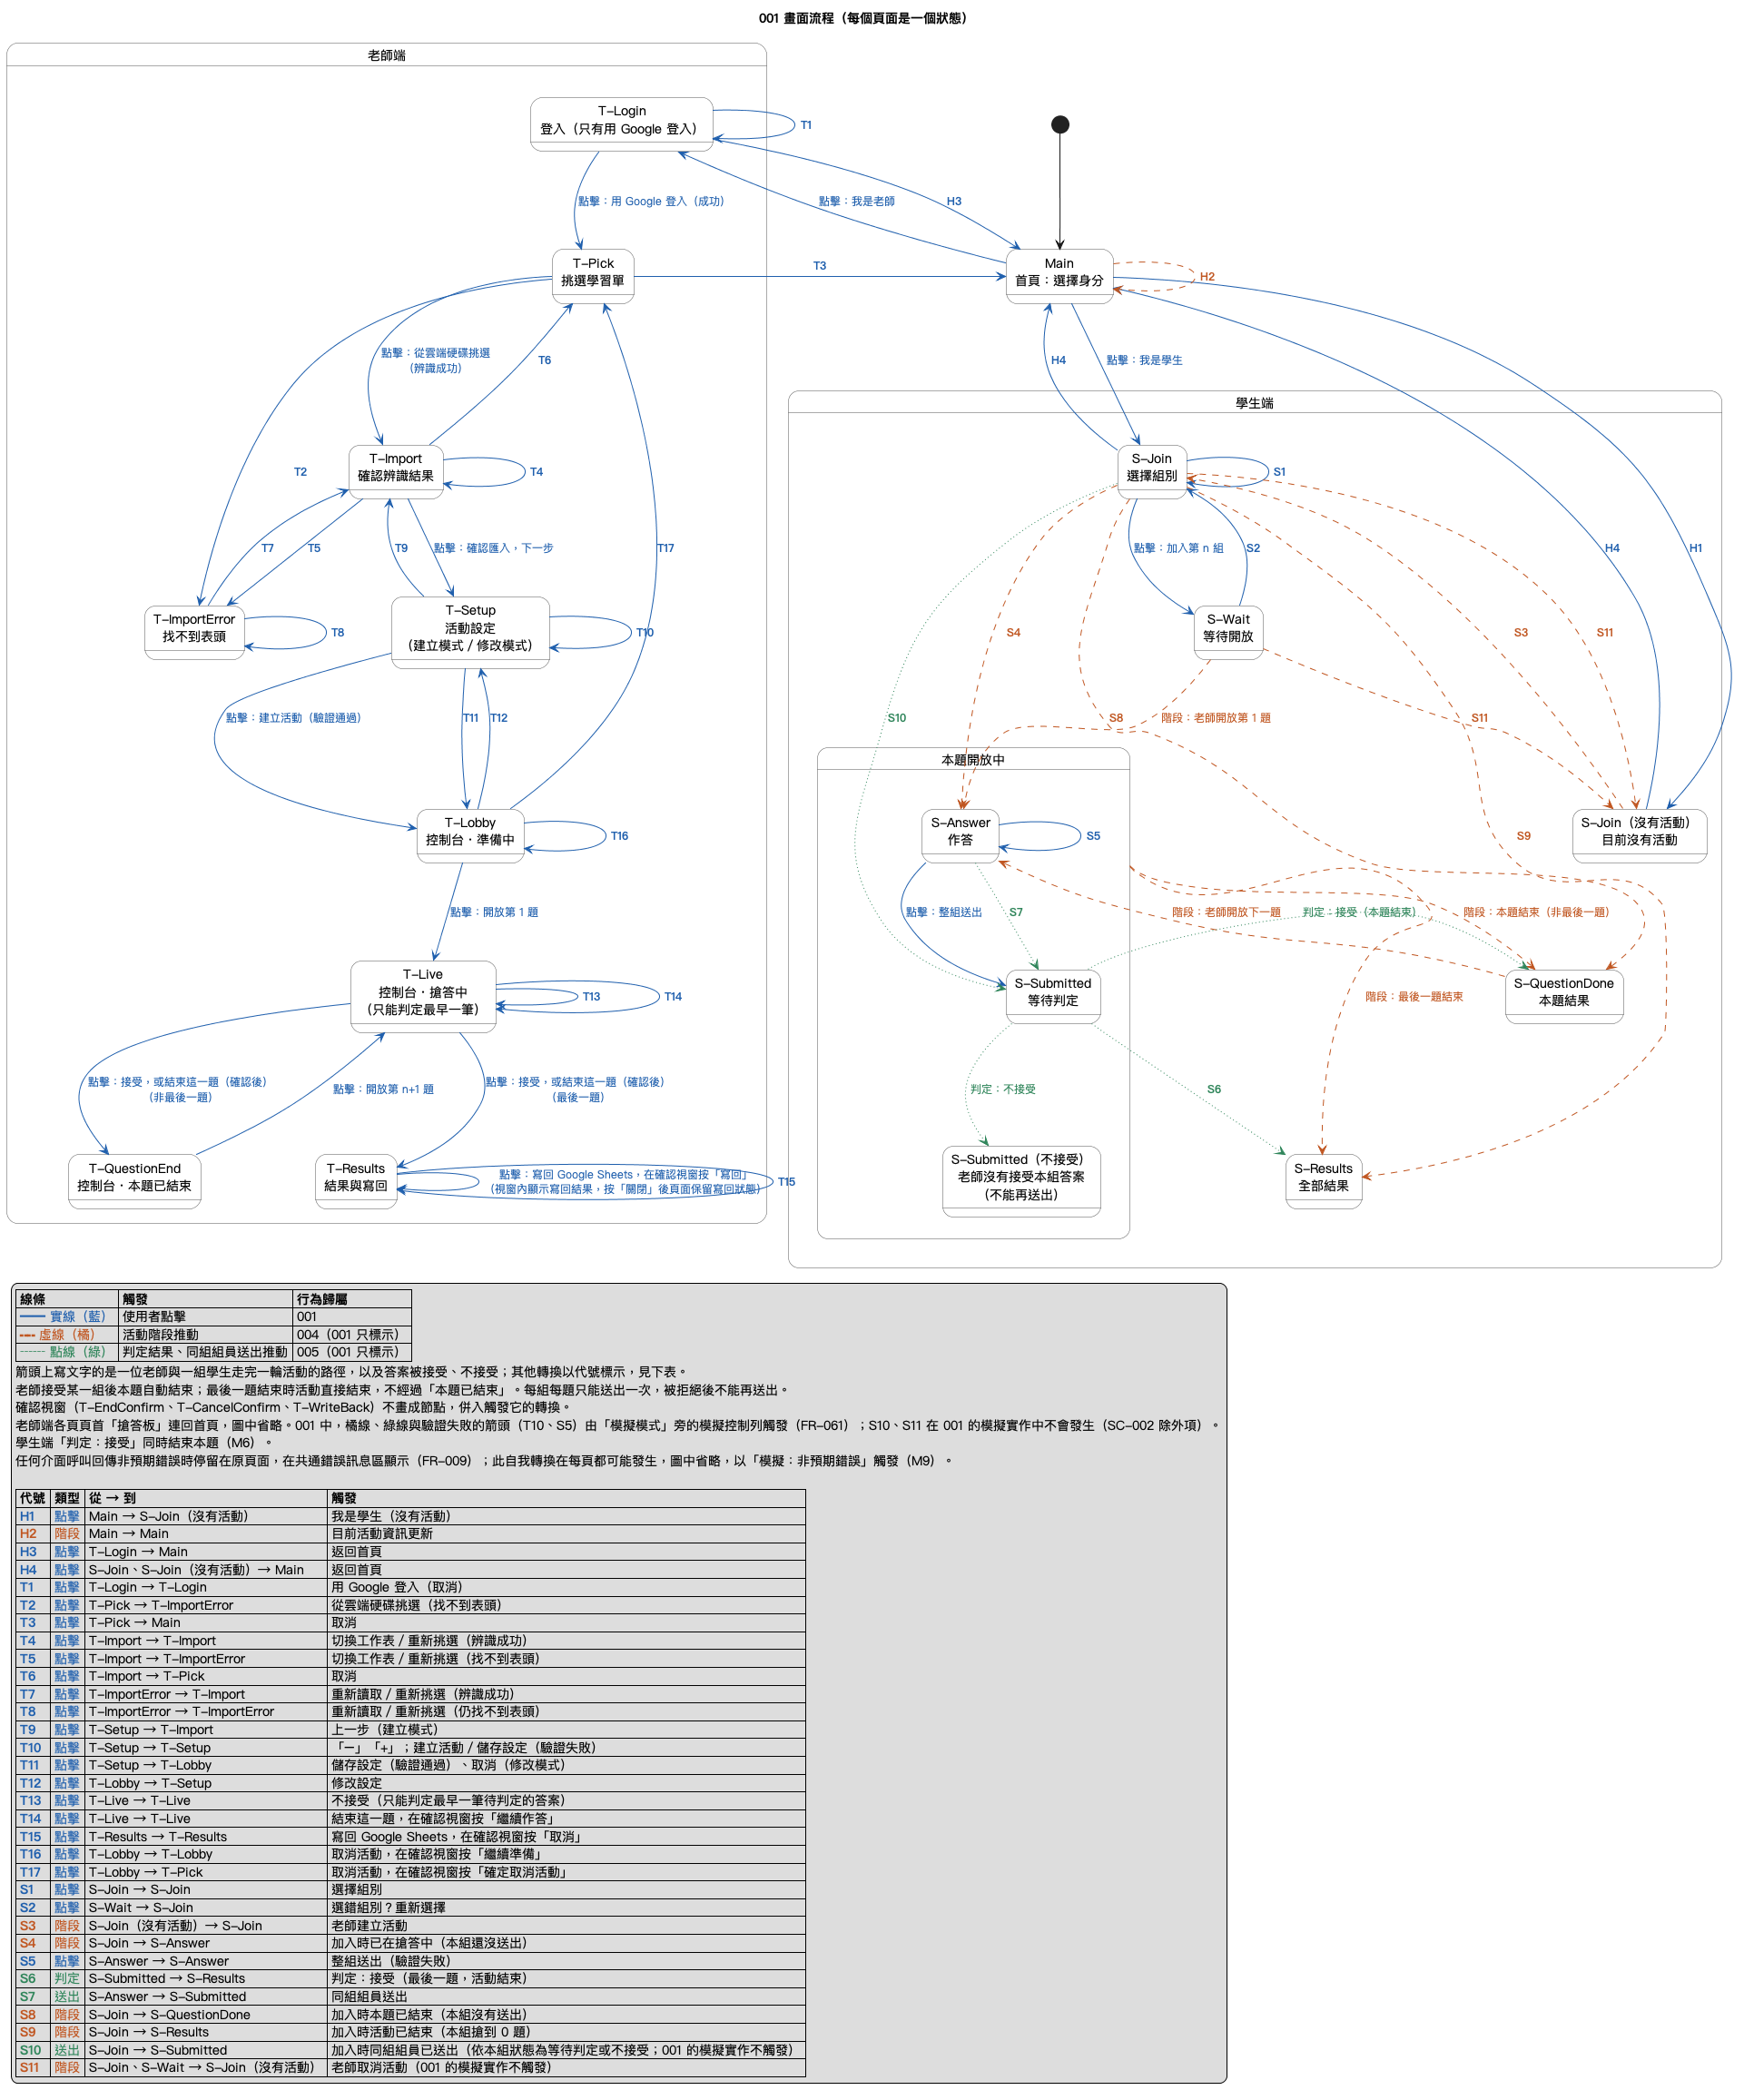 001 畫面流程（每個頁面是一個狀態）
老師端
T-Login
登入（只有用 Google 登入）
T1
點擊：用 Google 登入（成功）
點擊：我是老師
H3
T-Pick
挑選學習單
T3
Main
首頁：選擇身分
H2
點擊：從雲端硬碟挑選
（辨識成功）
T6
H4
點擊：我是學生
學生端
T-Import
確認辨識結果
T4
T2
S-Join
選擇組別
S1
T7
T5
T9
點擊：確認匯入，下一步
T17
點擊：加入第 n 組
S2
H4
H1
T-ImportError
找不到表頭
T8
T-Setup
活動設定
（建立模式 / 修改模式）
T10
S-Wait
等待開放
S4
S3
S11
點擊：建立活動（驗證通過）
T11
T12
S10
S8
階段：老師開放第 1 題
S11
本題開放中
T-Lobby
控制台．準備中
T16
S-Answer
作答
S5
S9
S-Join（沒有活動）
目前沒有活動
點擊：開放第 1 題
點擊：整組送出
S7
階段：老師開放下一題
判定：接受（本題結束）
階段：本題結束（非最後一題）
T-Live
控制台．搶答中
（只能判定最早一筆）
T13
T14
S-Submitted
等待判定
階段：最後一題結束
S-QuestionDone
本題結果
點擊：接受，或結束這一題（確認後）
（非最後一題）
點擊：開放第 n+1 題
點擊：接受，或結束這一題（確認後）
（最後一題）
判定：不接受
S6
T-QuestionEnd
控制台．本題已結束
T-Results
結果與寫回
點擊：寫回 Google Sheets，在確認視窗按「寫回」
（視窗內顯示寫回結果，按「關閉」後頁面保留寫回狀態）
T15
S-Submitted（不接受）
老師沒有接受本組答案
（不能再送出）
S-Results
全部結果
線條 觸發 行為歸屬
實線（藍） 使用者點擊 001
虛線（橘） 活動階段推動 004（001 只標示）
點線（綠） 判定結果、同組組員送出推動 005（001 只標示）
箭頭上寫文字的是一位老師與一組學生走完一輪活動的路徑，以及答案被接受、不接受；其他轉換以代號標示，見下表。
老師接受某一組後本題自動結束；最後一題結束時活動直接結束，不經過「本題已結束」。每組每題只能送出一次，被拒絕後不能再送出。
確認視窗（T-EndConfirm、T-CancelConfirm、T-WriteBack）不畫成節點，併入觸發它的轉換。
老師端各頁頁首「搶答板」連回首頁，圖中省略。001 中，橘線、綠線與驗證失敗的箭頭（T10、S5）由「模擬模式」旁的模擬控制列觸發（FR-061）；S10、S11 在 001 的模擬實作中不會發生（SC-002 除外項）。
學生端「判定：接受」同時結束本題（M6）。
任何介面呼叫回傳非預期錯誤時停留在原頁面，在共通錯誤訊息區顯示（FR-009）；此自我轉換在每頁都可能發生，圖中省略，以「模擬：非預期錯誤」觸發（M9）。
代號 類型 從 → 到 觸發
H1 點擊 Main → S-Join（沒有活動） 我是學生（沒有活動）
H2 階段 Main → Main 目前活動資訊更新
H3 點擊 T-Login → Main 返回首頁
H4 點擊 S-Join、S-Join（沒有活動）→ Main 返回首頁
T1 點擊 T-Login → T-Login 用 Google 登入（取消）
T2 點擊 T-Pick → T-ImportError 從雲端硬碟挑選（找不到表頭）
T3 點擊 T-Pick → Main 取消
T4 點擊 T-Import → T-Import 切換工作表 / 重新挑選（辨識成功）
T5 點擊 T-Import → T-ImportError 切換工作表 / 重新挑選（找不到表頭）
T6 點擊 T-Import → T-Pick 取消
T7 點擊 T-ImportError → T-Import 重新讀取 / 重新挑選（辨識成功）
T8 點擊 T-ImportError → T-ImportError 重新讀取 / 重新挑選（仍找不到表頭）
T9 點擊 T-Setup → T-Import 上一步（建立模式）
T10 點擊 T-Setup → T-Setup 「−」「+」；建立活動 / 儲存設定（驗證失敗）
T11 點擊 T-Setup → T-Lobby 儲存設定（驗證通過）、取消（修改模式）
T12 點擊 T-Lobby → T-Setup 修改設定
T13 點擊 T-Live → T-Live 不接受（只能判定最早一筆待判定的答案）
T14 點擊 T-Live → T-Live 結束這一題，在確認視窗按「繼續作答」
T15 點擊 T-Results → T-Results 寫回 Google Sheets，在確認視窗按「取消」
T16 點擊 T-Lobby → T-Lobby 取消活動，在確認視窗按「繼續準備」
T17 點擊 T-Lobby → T-Pick 取消活動，在確認視窗按「確定取消活動」
S1 點擊 S-Join → S-Join 選擇組別
S2 點擊 S-Wait → S-Join 選錯組別？重新選擇
S3 階段 S-Join（沒有活動）→ S-Join 老師建立活動
S4 階段 S-Join → S-Answer 加入時已在搶答中（本組還沒送出）
S5 點擊 S-Answer → S-Answer 整組送出（驗證失敗）
S6 判定 S-Submitted → S-Results 判定：接受（最後一題，活動結束）
S7 送出 S-Answer → S-Submitted 同組組員送出
S8 階段 S-Join → S-QuestionDone 加入時本題已結束（本組沒有送出）
S9 階段 S-Join → S-Results 加入時活動已結束（本組搶到 0 題）
S10 送出 S-Join → S-Submitted 加入時同組組員已送出（依本組狀態為等待判定或不接受；001 的模擬實作不觸發）
S11 階段 S-Join、S-Wait → S-Join（沒有活動） 老師取消活動（001 的模擬實作不觸發）